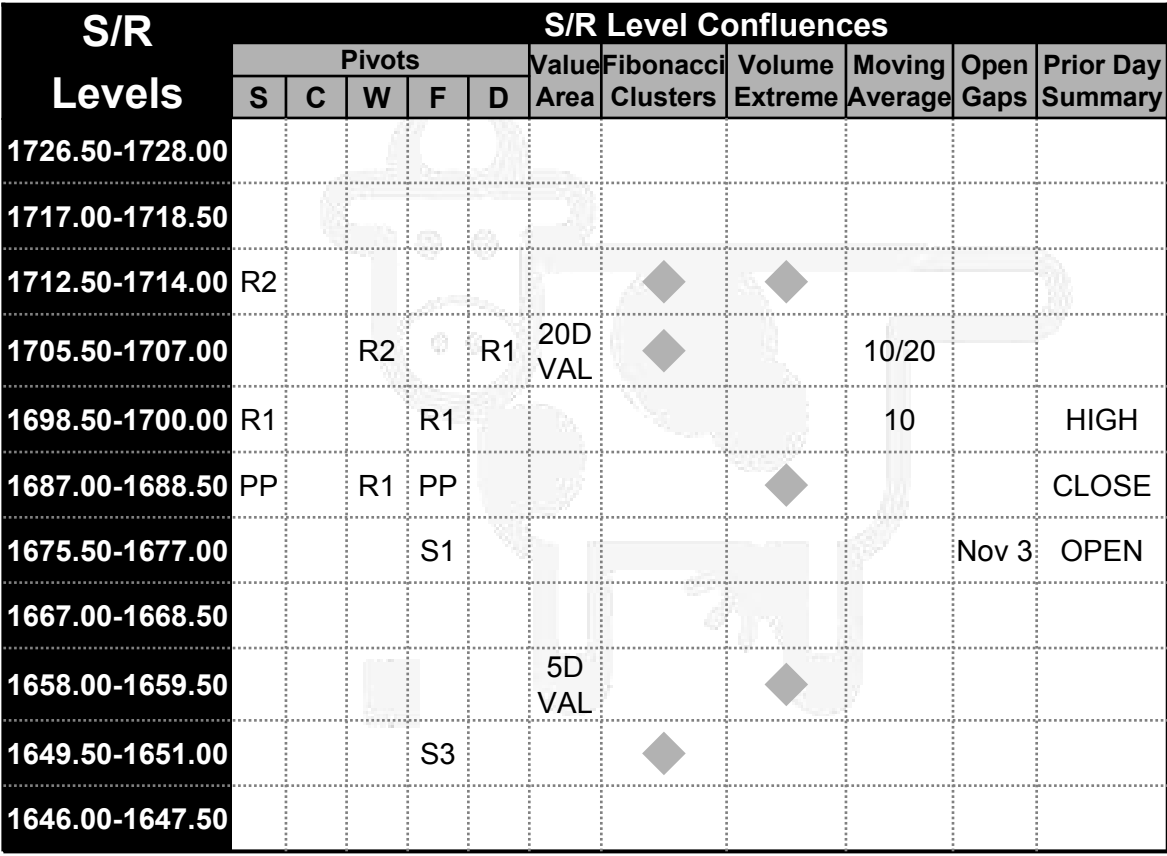 S/R Levels
S/R Level Confluences
Pivots
S C W F D Value Area Fibonacci Clusters Volume Extreme Moving Average Open Gaps Prior Day Summary
1726.50-1728.00
1717.00-1718.50
1712.50-1714.00 R2
1705.50-1707.00 R2 R1 20D VAL 10/20
1698.50-1700.00 R1 R1 10 HIGH
1687.00-1688.50 PP R1 PP CLOSE
1675.50-1677.00 S1 Nov 3 OPEN
1667.00-1668.50
1658.00-1659.50 5D VAL
1649.50-1651.00 S3
1646.00-1647.50